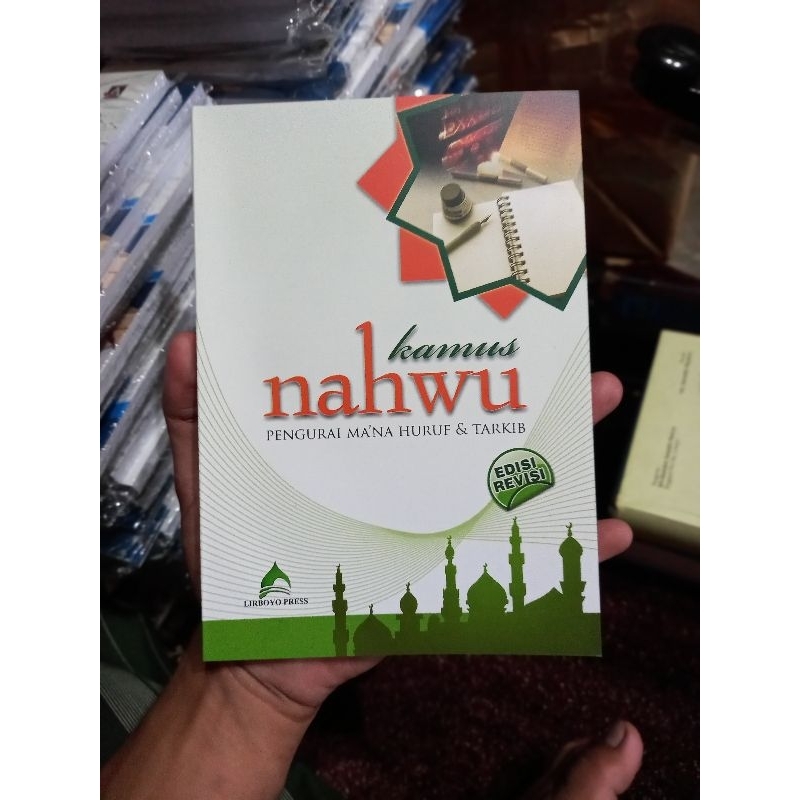 kamus
nahwu
PENGURAI MA'NA HURUF & TARKIB
EDISI
REVISI
LIRBOYO PRESS